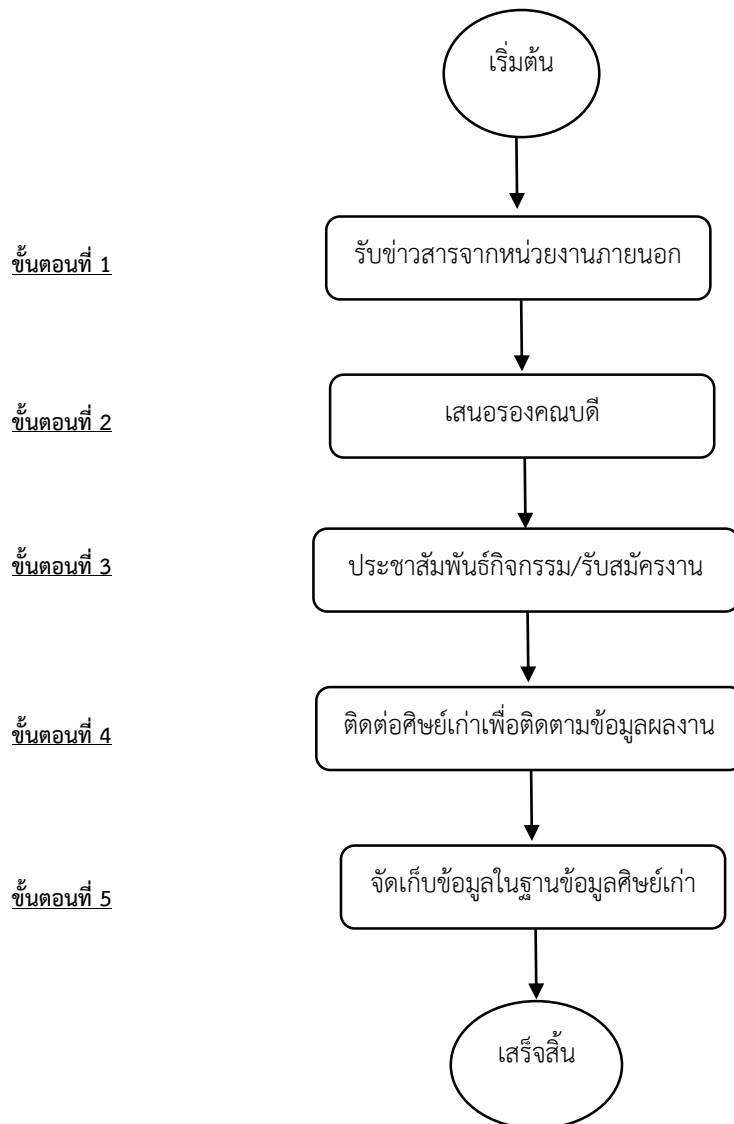 เริ่มต้น
ขั้นตอนที่ 1
รับข่าวสารจากหน่วยงานภายนอก
ขั้นตอนที่ 2
เสนอรองคณบดี
ขั้นตอนที่ 3
ประชาสัมพันธ์กิจกรรม/รับสมัครงาน
ขั้นตอนที่ 4
ติดต่อศิษย์เก่าเพื่อติดตามข้อมูลผลงาน
ขั้นตอนที่ 5
จัดเก็บข้อมูลในฐานข้อมูลศิษย์เก่า
เสร็จสิ้น